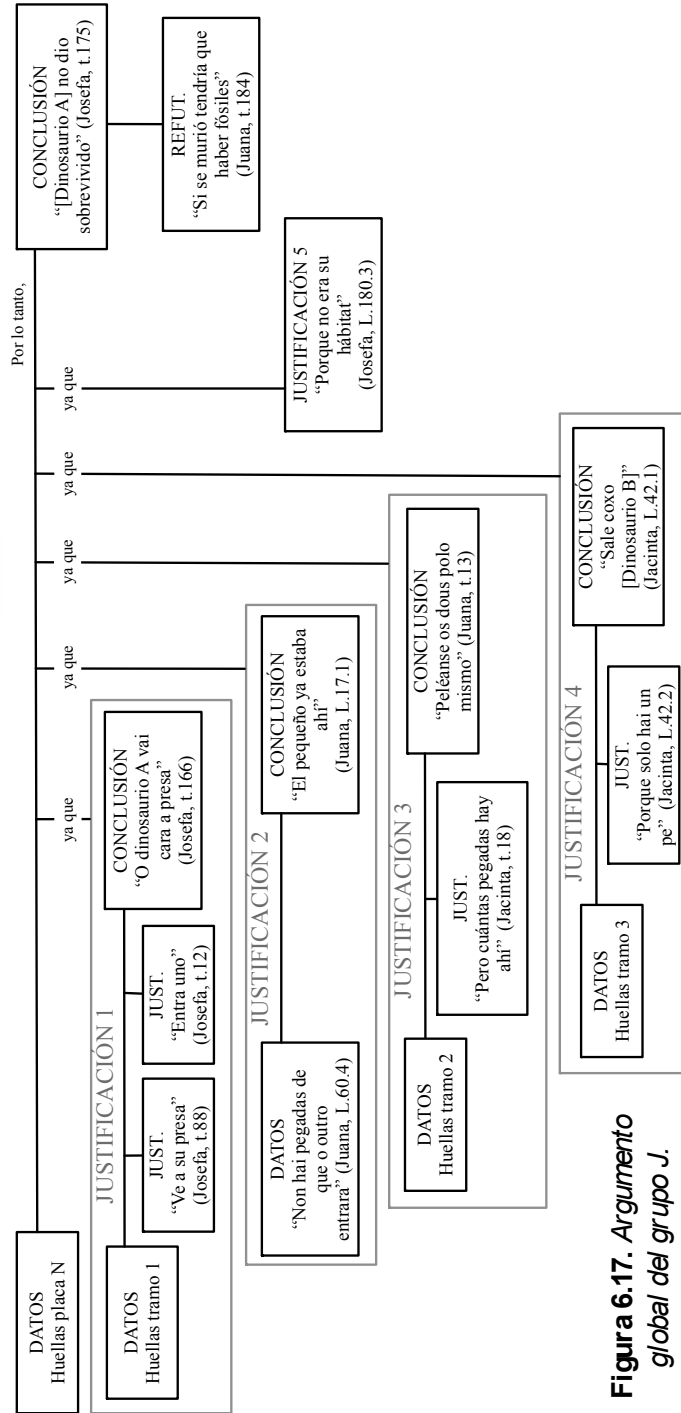 DATOS
Huellas placa N
Por lo tanto,
CONCLUSIÓN
“[Dinosaurio A] no dio
sobrevivido” (Josefa, t.175)
REFUT.
“Si se murió tendría que
haber fósiles”
(Juana, t.184)
ya que
JUSTIFICACIÓN 1
DATOS
Huellas tramo 1
JUST.
“Ve a su presa”
(Josefa, t.88)
JUST.
“Entra uno”
(Josefa, t.12)
CONCLUSIÓN
“O dinosaurio A vai
cara a presa”
(Josefa, t.166)
ya que
JUSTIFICACIÓN 2
DATOS
“Non hai pegadas de
que o outro
entrara” (Juana, L.60.4)
CONCLUSIÓN
“El pequeño ya estaba
ahí”
(Juana, L.17.1)
ya que
JUSTIFICACIÓN 3
DATOS
Huellas tramo 2
JUST.
“Pero cuántas pegadas hay
ahí” (Jacinta, t.18)
CONCLUSIÓN
“Peléanse os dous polo
mismo” (Juana, t.13)
ya que
JUSTIFICACIÓN 4
DATOS
Huellas tramo 3
JUST.
“Porque solo hai un
pe” (Jacinta, L.42.2)
CONCLUSIÓN
“Sale coxo
[Dinosaurio B]”
(Jacinta, L.42.1)
ya que
JUSTIFICACIÓN 5
“Porque no era su
hábitat”
(Josefa, L.180.3)
Figura 6.17. Argumento
global del grupo J.